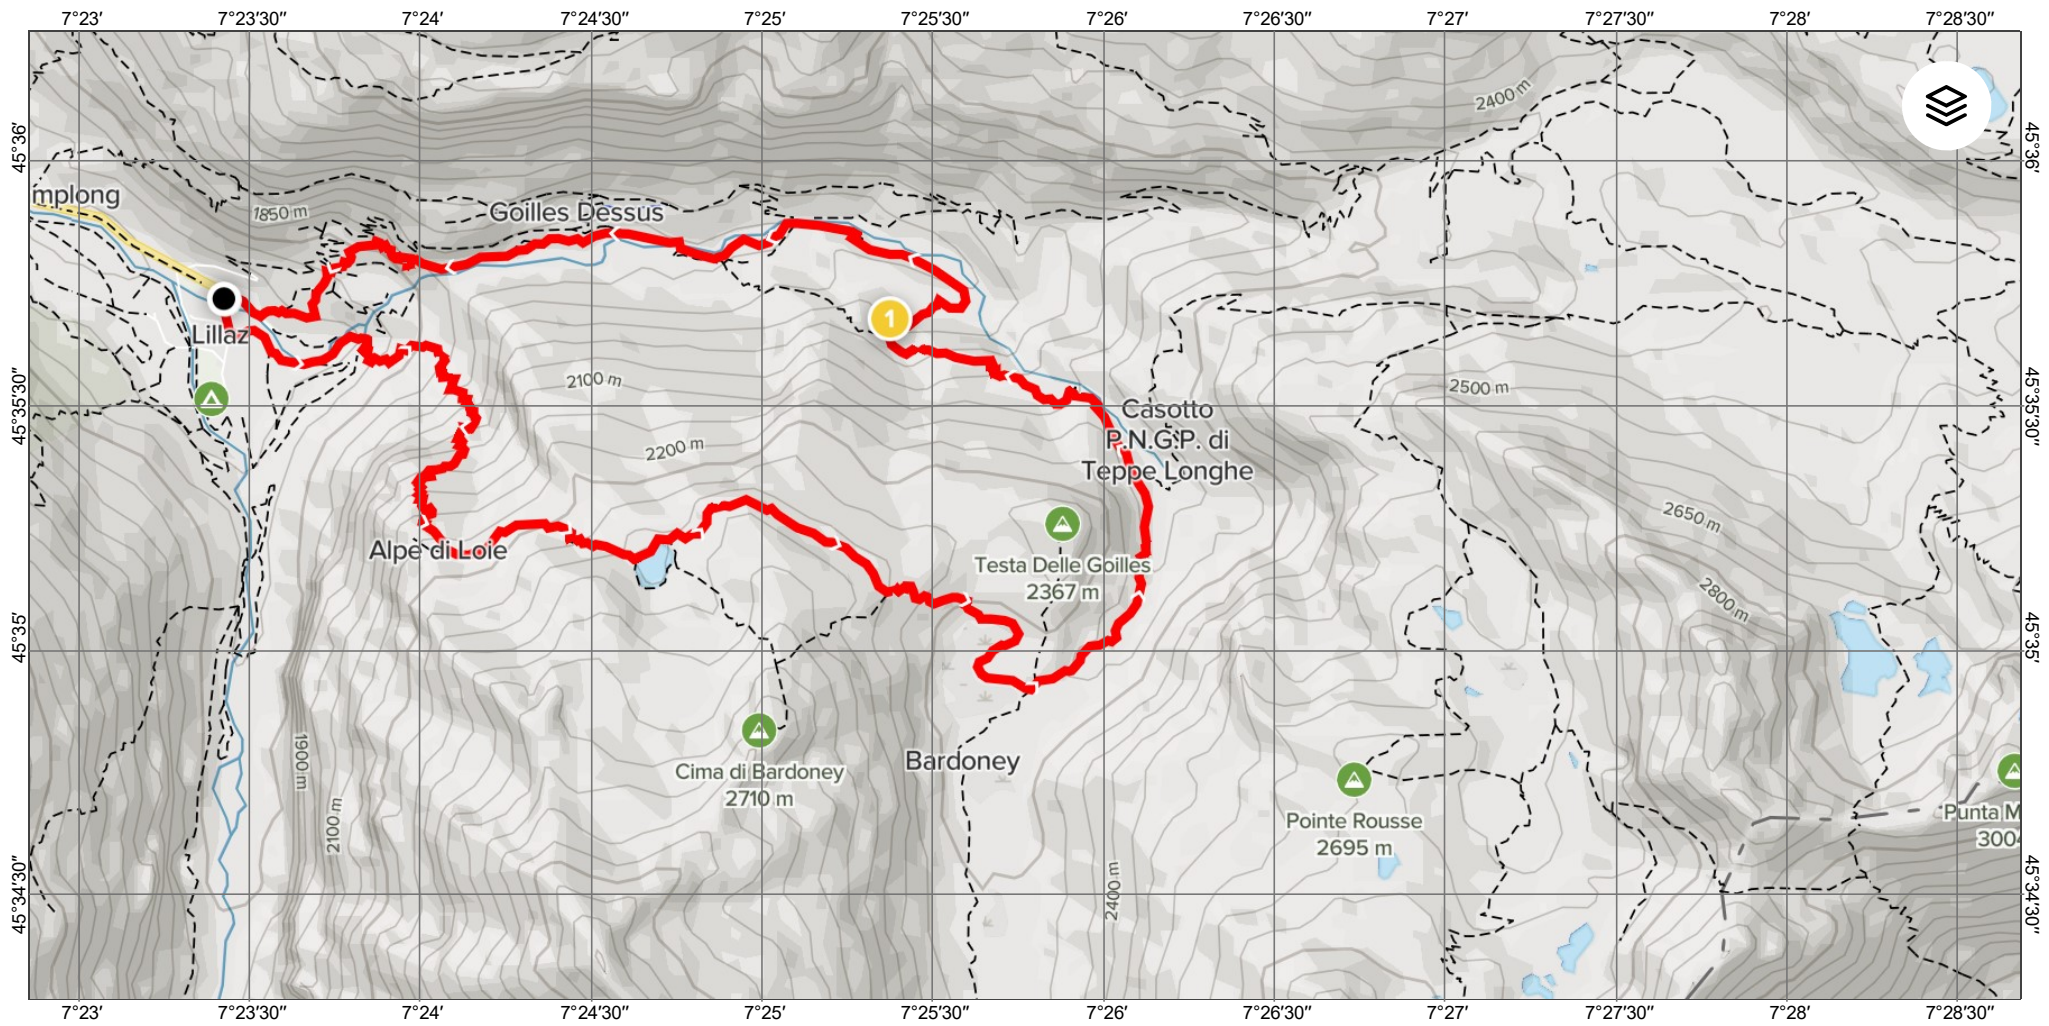 7°23' 7°23'30" 7°24' 7°24'30" 7°25' 7°25'30" 7°26' 7°26'30" 7°27' 7°27'30" 7°28' 7°28'30"
2400 m
45°36' 45°36'
mplong
1850 m
Goilles Dessus
1
Lillaz
2100 m
2500 m
45°35'30" 45°35'30"
Casotto
P.N.G.P. di
Teppe Longhe
2200 m
2650 m
Alpe di Loie
Testa Delle Goilles
2367 m
2800 m
45°35' 45°35'
1900 m
Bardoney
Cima di Bardoney
2710 m
2100 m
Pointe Rousse
2695 m
Punta M
3004
2400 m
45°34'30" 45°34'30"
7°23' 7°23'30" 7°24' 7°24'30" 7°25' 7°25'30" 7°26' 7°26'30" 7°27' 7°27'30" 7°28' 7°28'30"